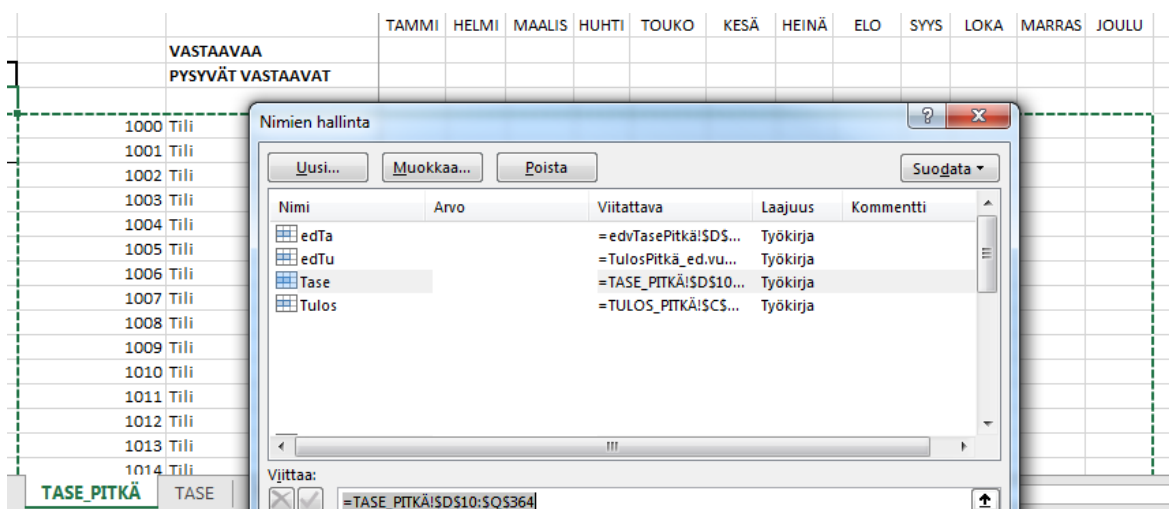 TAMMI HELMI MAALIS HUHTI TOUKO KESÄ HEINÄ ELO SYYS LOKA MARRAS JOULU
VASTAAVAA
PYSYVÄT VASTAAVAT
1000 Tili
1001 Tili
1002 Tili
1003 Tili
1004 Tili
1005 Tili
1006 Tili
1007 Tili
1008 Tili
1009 Tili
1010 Tili
1011 Tili
1012 Tili
1013 Tili
1014 Tili
TASE_PITKÄ TASE
Nimien hallinta
Uusi... Muokkaa... Poista Suodata
Nimi Arvo Viitattava Laajuus Kommentti
edTa =edvTasePitkä!$D$... Työkirja
edTu =TulosPitkä_ed.vu... Työkirja
Tase =TASE_PITKÄ!$D$10... Työkirja
Tulos =TULOS_PITKÄ!$C$... Työkirja
Viittaa:
=TASE_PITKÄ!$D$10:$Q$364